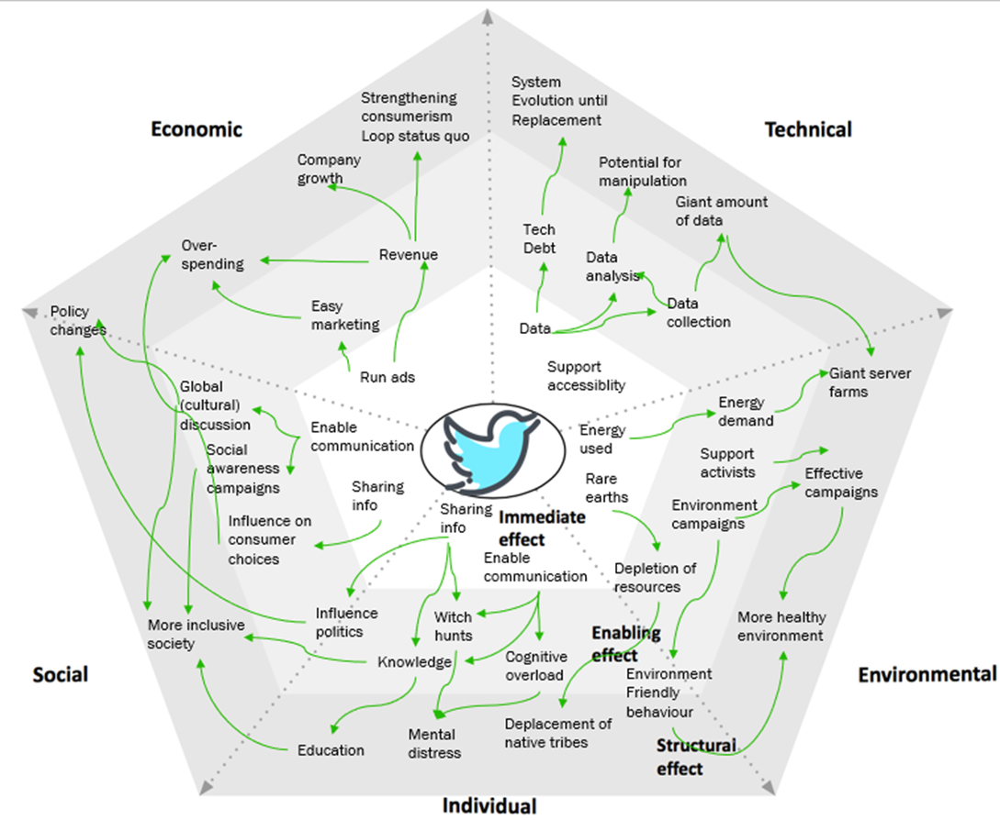 System
Evolution until
Replacement
Strengthening
consumerism
Loop status quo
Economic
Technical
Company
growth
Potential for
manipulation
Giant amount
of data
Over-
spending
Revenue
Tech
Debt
Data
analysis
Policy
changes
Easy
marketing
Data
Data
collection
Run ads
Support
accessiblity
Giant server
farms
Global
(cultural)
discussion
Enable
communication
Energy
used
Energy
demand
Social
awareness
campaigns
Support
activists
Sharing
info
Rare
earths
Effective
campaigns
Sharing
info
Immediate
effect
Environment
campaigns
Influence on
consumer
choices
Enable
communication
Depletion of
resources
More inclusive
society
Influence
politics
Witch
hunts
Enabling
effect
More healthy
environment
Social
Knowledge
Cognitive
overload
Environment
Friendly
behaviour
Environmental
Education
Mental
distress
Deplacement of
native tribes
Structural
effect
Individual